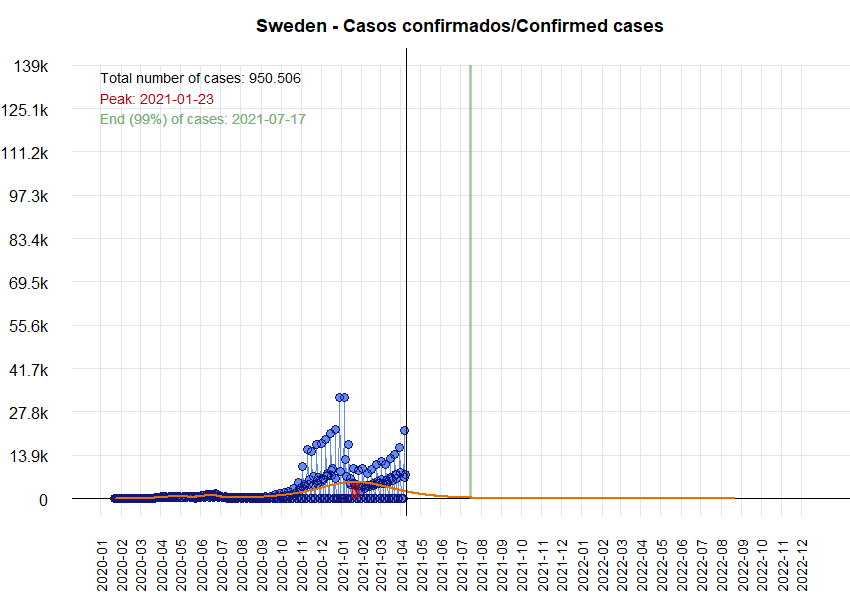 Sweden - Casos confirmados/Confirmed cases
139k
125.1k
111.2k
97.3k
83.4k
69.5k
55.6k
41.7k
27.8k
13.9k
0
Total number of cases: 950.506
Peak: 2021-01-23
End (99%) of cases: 2021-07-17
2020-01
2020-02
2020-03
2020-04
2020-05
2020-06
2020-07
2020-08
2020-09
2020-10
2020-11
2020-12
2021-01
2021-02
2021-03
2021-04
2021-05
2021-06
2021-07
2021-08
2021-09
2021-10
2021-11
2021-12
2022-01
2022-02
2022-03
2022-04
2022-05
2022-06
2022-07
2022-08
2022-09
2022-10
2022-11
2022-12